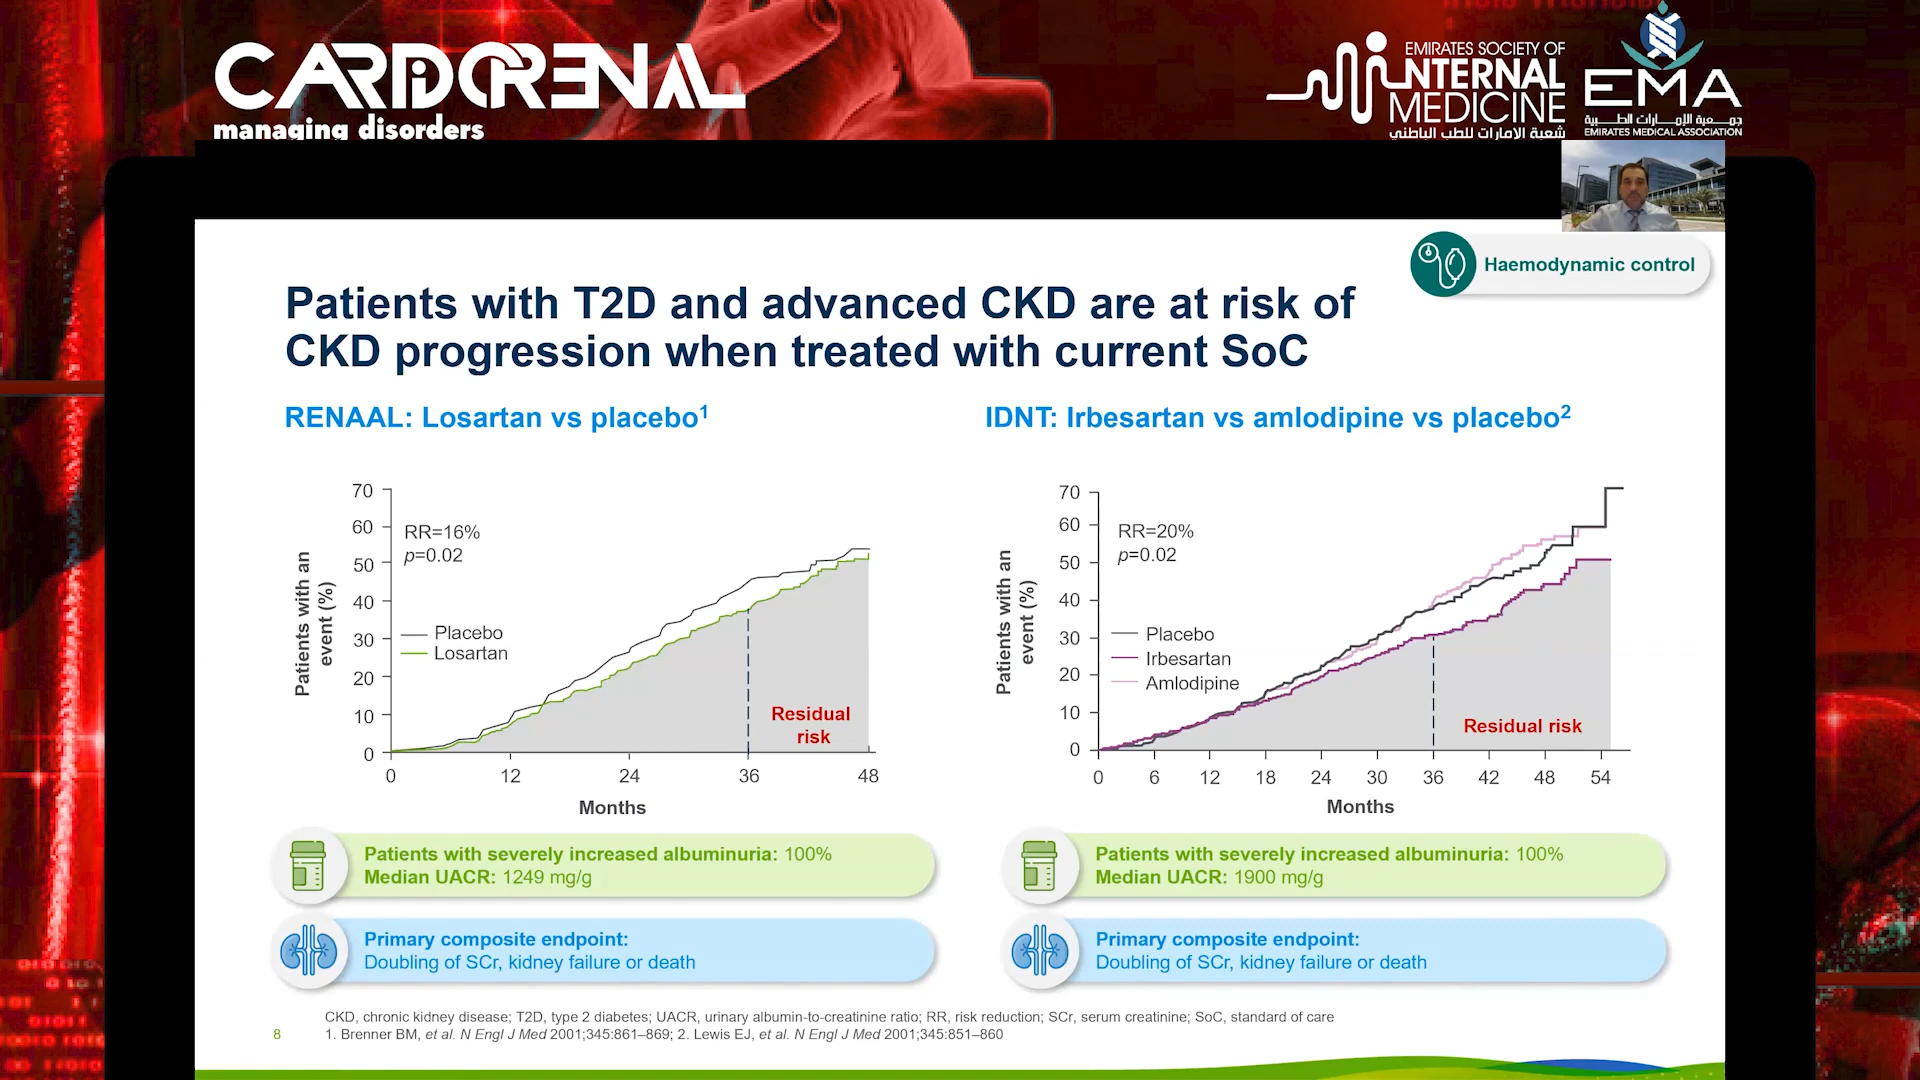 CARDIORENAL
managing disorders
EMIRATES SOCIETY OF
INTERNAL
MEDICINE
شعبة الإمارات للطب الباطني
EMA
جمعية الإمارات الطبية
EMIRATES MEDICAL ASSOCIATION
Haemodynamic control
Patients with T2D and advanced CKD are at risk of
CKD progression when treated with current SoC
RENAAL: Losartan vs placebo¹
Patients with an
event (%)
70
60
50
40
30
20
10
0
RR=16%
p=0.02
Placebo
Losartan
Residual
risk
0 12 24 36 48
Months
Patients with severely increased albuminuria: 100%
Median UACR: 1249 mg/g
Primary composite endpoint:
Doubling of SCr, kidney failure or death
IDNT: Irbesartan vs amlodipine vs placebo²
Patients with an
event (%)
70
60
50
40
30
20
10
0
RR=20%
p=0.02
Placebo
Irbesartan
Amlodipine
Residual risk
0 6 12 18 24 30 36 42 48 54
Months
Patients with severely increased albuminuria: 100%
Median UACR: 1900 mg/g
Primary composite endpoint:
Doubling of SCr, kidney failure or death
CKD, chronic kidney disease; T2D, type 2 diabetes; UACR, urinary albumin-to-creatinine ratio; RR, risk reduction; SCr, serum creatinine; SoC, standard of care
8 1. Brenner BM, et al. N Engl J Med 2001;345:861–869; 2. Lewis EJ, et al. N Engl J Med 2001;345:851–860